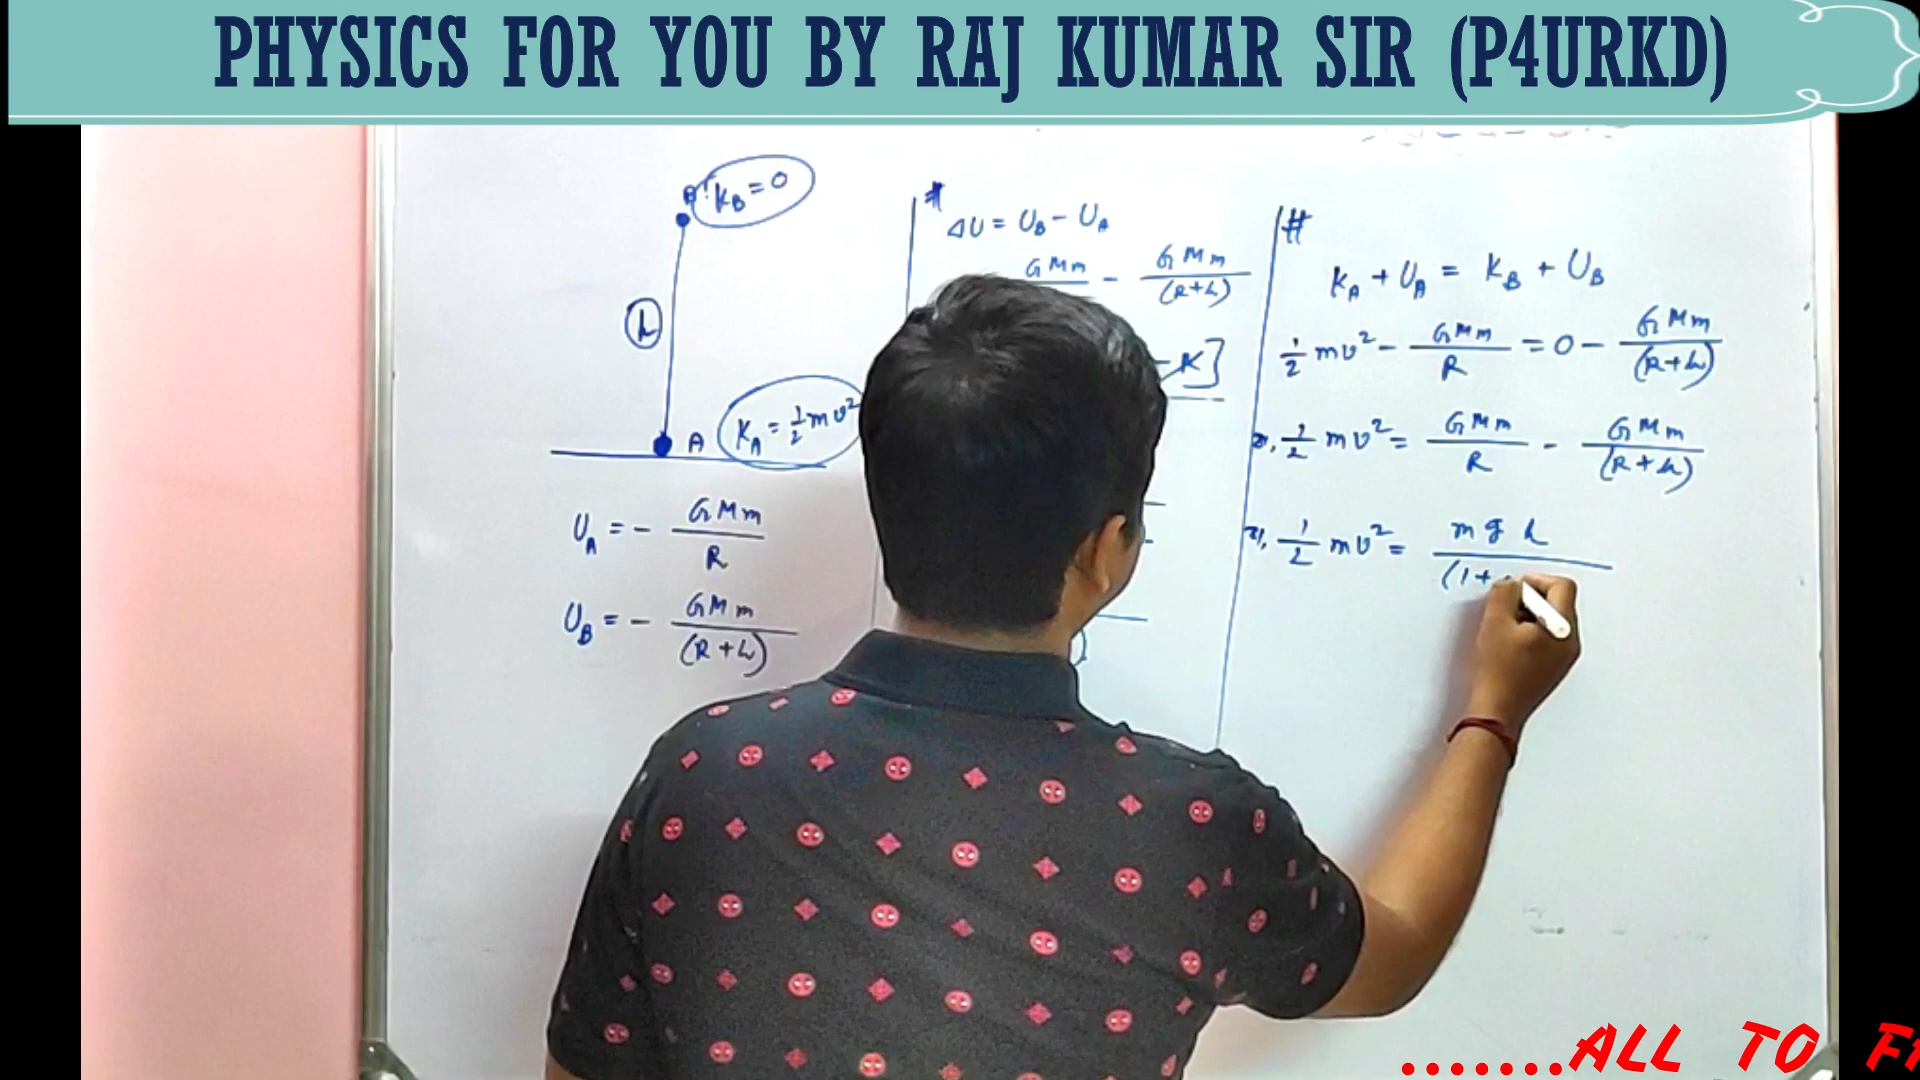 PHYSICS FOR YOU BY RAJ KUMAR SIR (P4URKD)
B
K_B = 0
h
A
K_A = 1/2 mv²
U_A = - GMm/R
U_B = - GMm/(R+h)
#
ΔU = U_B - U_A
GMm - GMm/(R+h)
- R]
#
K_A + U_A = K_B + U_B
1/2 mv² - GMm/R = 0 - GMm/(R+h)
1/2 mv² = GMm/R - GMm/(R+h)
1/2 mv² = mgh/(1+
.......ALL TO